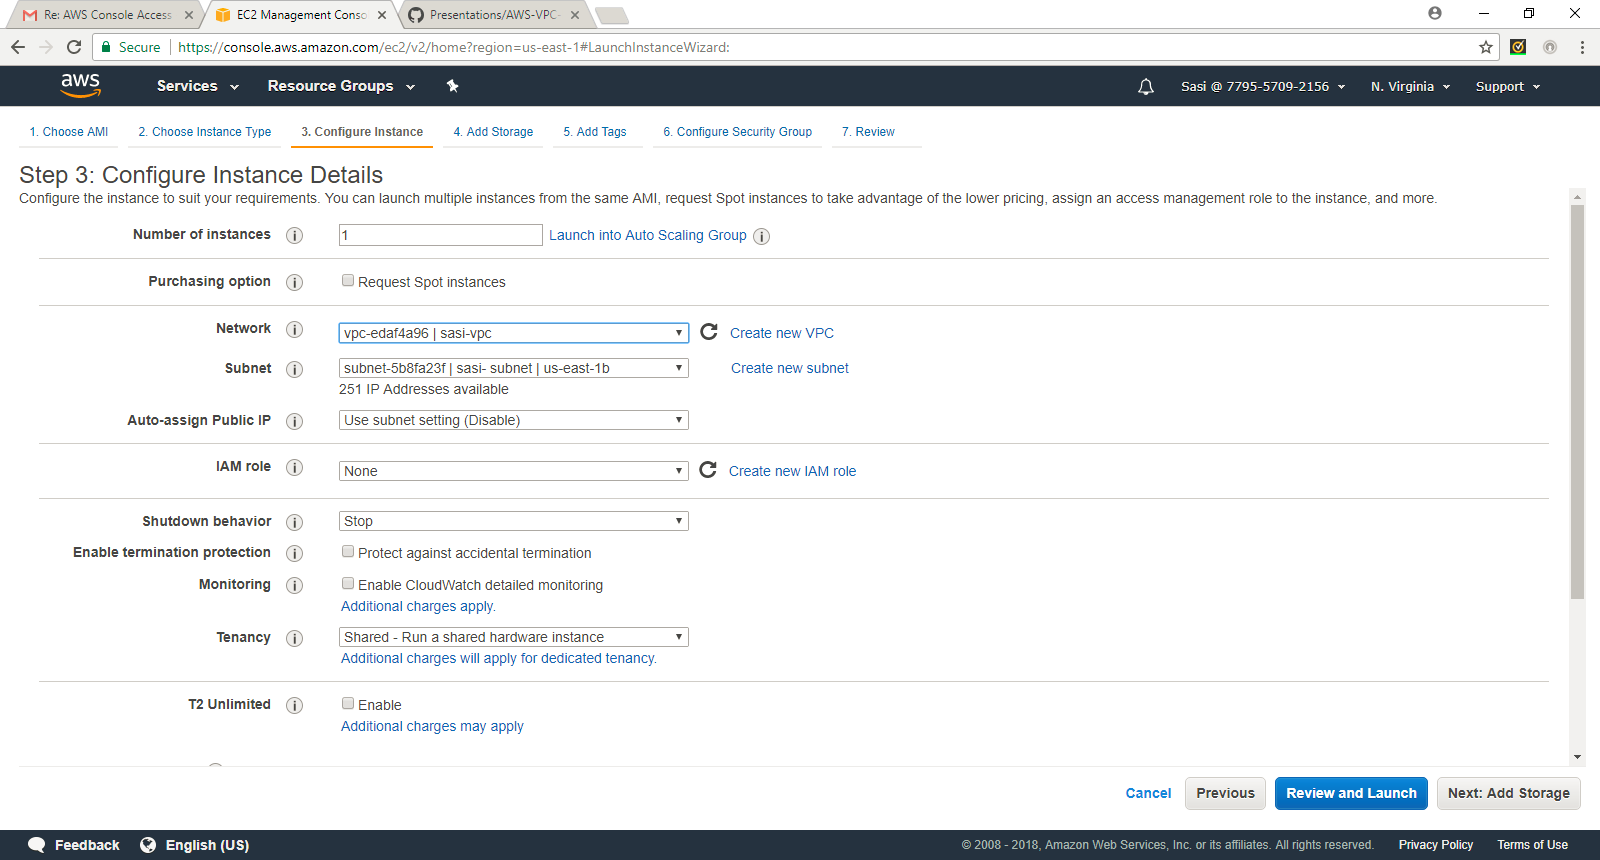 Re: AWS Console Access
EC2 Management Conso
Presentations/AWS-VPC-
Secure
https://console.aws.amazon.com/ec2/v2/home?region=us-east-1#LaunchInstanceWizard:
aws
Services
Resource Groups
Sasi @ 7795-5709-2156
N. Virginia
Support
1. Choose AMI
2. Choose Instance Type
3. Configure Instance
4. Add Storage
5. Add Tags
6. Configure Security Group
7. Review
Step 3: Configure Instance Details
Configure the instance to suit your requirements. You can launch multiple instances from the same AMI, request Spot instances to take advantage of the lower pricing, assign an access management role to the instance, and more.
Number of instances
1
Launch into Auto Scaling Group
Purchasing option
Request Spot instances
Network
vpc-edaf4a96 | sasi-vpc
Create new VPC
Subnet
subnet-5b8fa23f | sasi- subnet | us-east-1b
Create new subnet
251 IP Addresses available
Auto-assign Public IP
Use subnet setting (Disable)
IAM role
None
Create new IAM role
Shutdown behavior
Stop
Enable termination protection
Protect against accidental termination
Monitoring
Enable CloudWatch detailed monitoring
Additional charges apply.
Tenancy
Shared - Run a shared hardware instance
Additional charges will apply for dedicated tenancy.
T2 Unlimited
Enable
Additional charges may apply
Cancel
Previous
Review and Launch
Next: Add Storage
Feedback
English (US)
© 2008 - 2018, Amazon Web Services, Inc. or its affiliates. All rights reserved.
Privacy Policy
Terms of Use